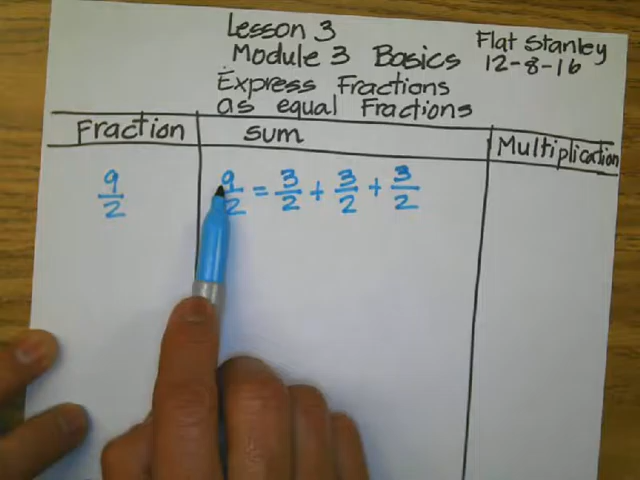 Lesson 3
Module 3 Basics
Express Fractions
as equal Fractions
Flat Stanley
12-8-16
Fraction
sum
Multiplication
9/2
9/2 = 3/2 + 3/2 + 3/2